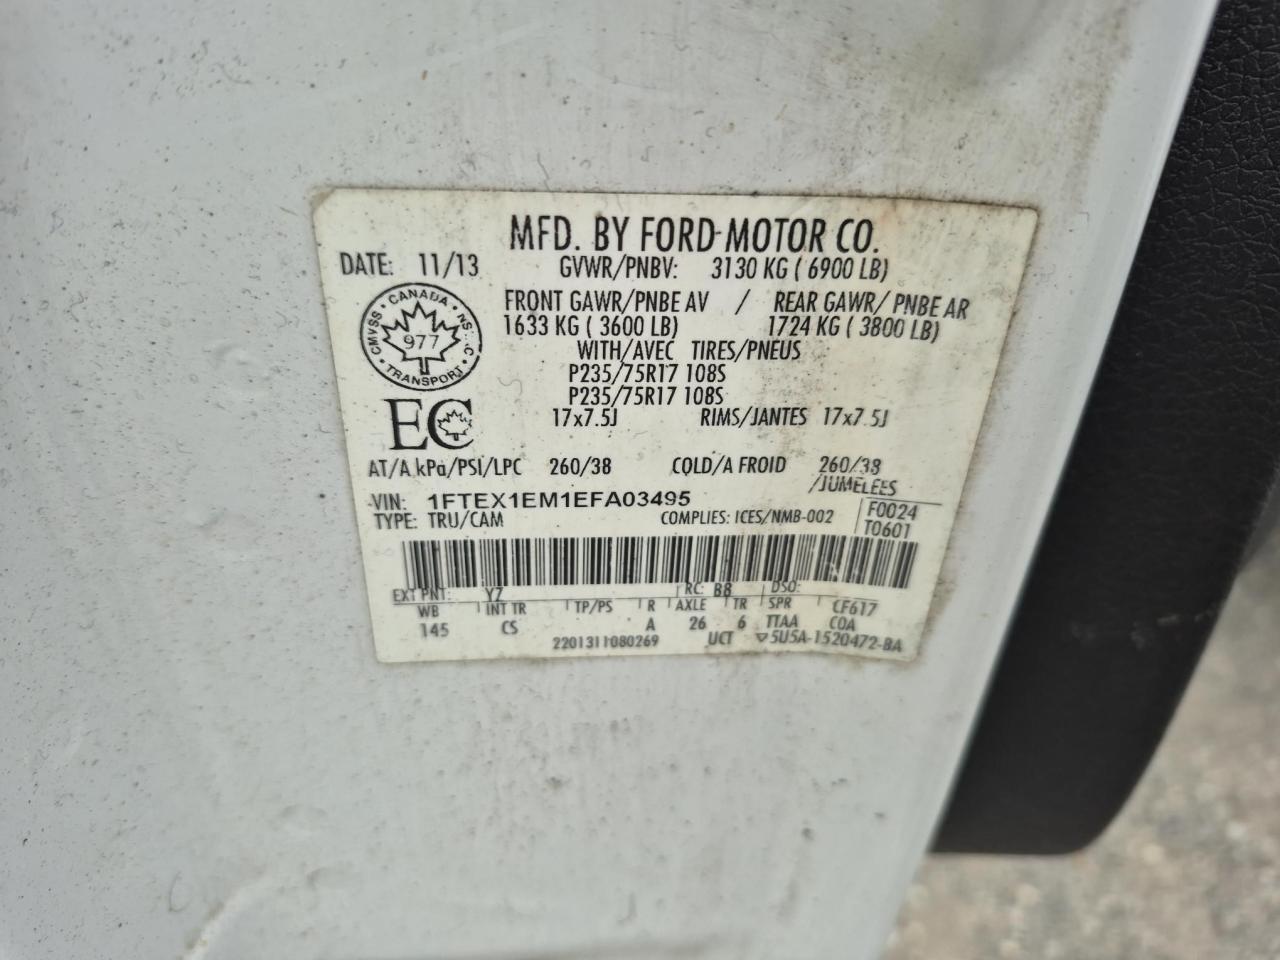 MFD. BY FORD MOTOR CO.
DATE: 11/13 GVWR/PNBV: 3130 KG ( 6900 LB)
FRONT GAWR/PNBE AV / REAR GAWR/ PNBE AR
1633 KG ( 3600 LB) 1724 KG ( 3800 LB)
WITH/AVEC TIRES/PNEUS
P235/75R17 108S
P235/75R17 108S
17x7.5J RIMS/JANTES 17x7.5J
CANADA
CMVSS NS
977
TRANSPORT
EC
AT/A kPa/PSI/LPC 260/38 COLD/A FROID 260/38
/JUMELEES
VIN: 1FTEX1EM1EFA03495
TYPE: TRU/CAM COMPLIES: ICES/NMB-002
F0024
T0601
EXT PNT: YZ RC: B8 DSO:
WB INT TR TP/PS R AXLE TR SPR CF617
145 CS A 26 6 TTAA COA
2201311080269 UCT ▽5U5A-1520472-BA